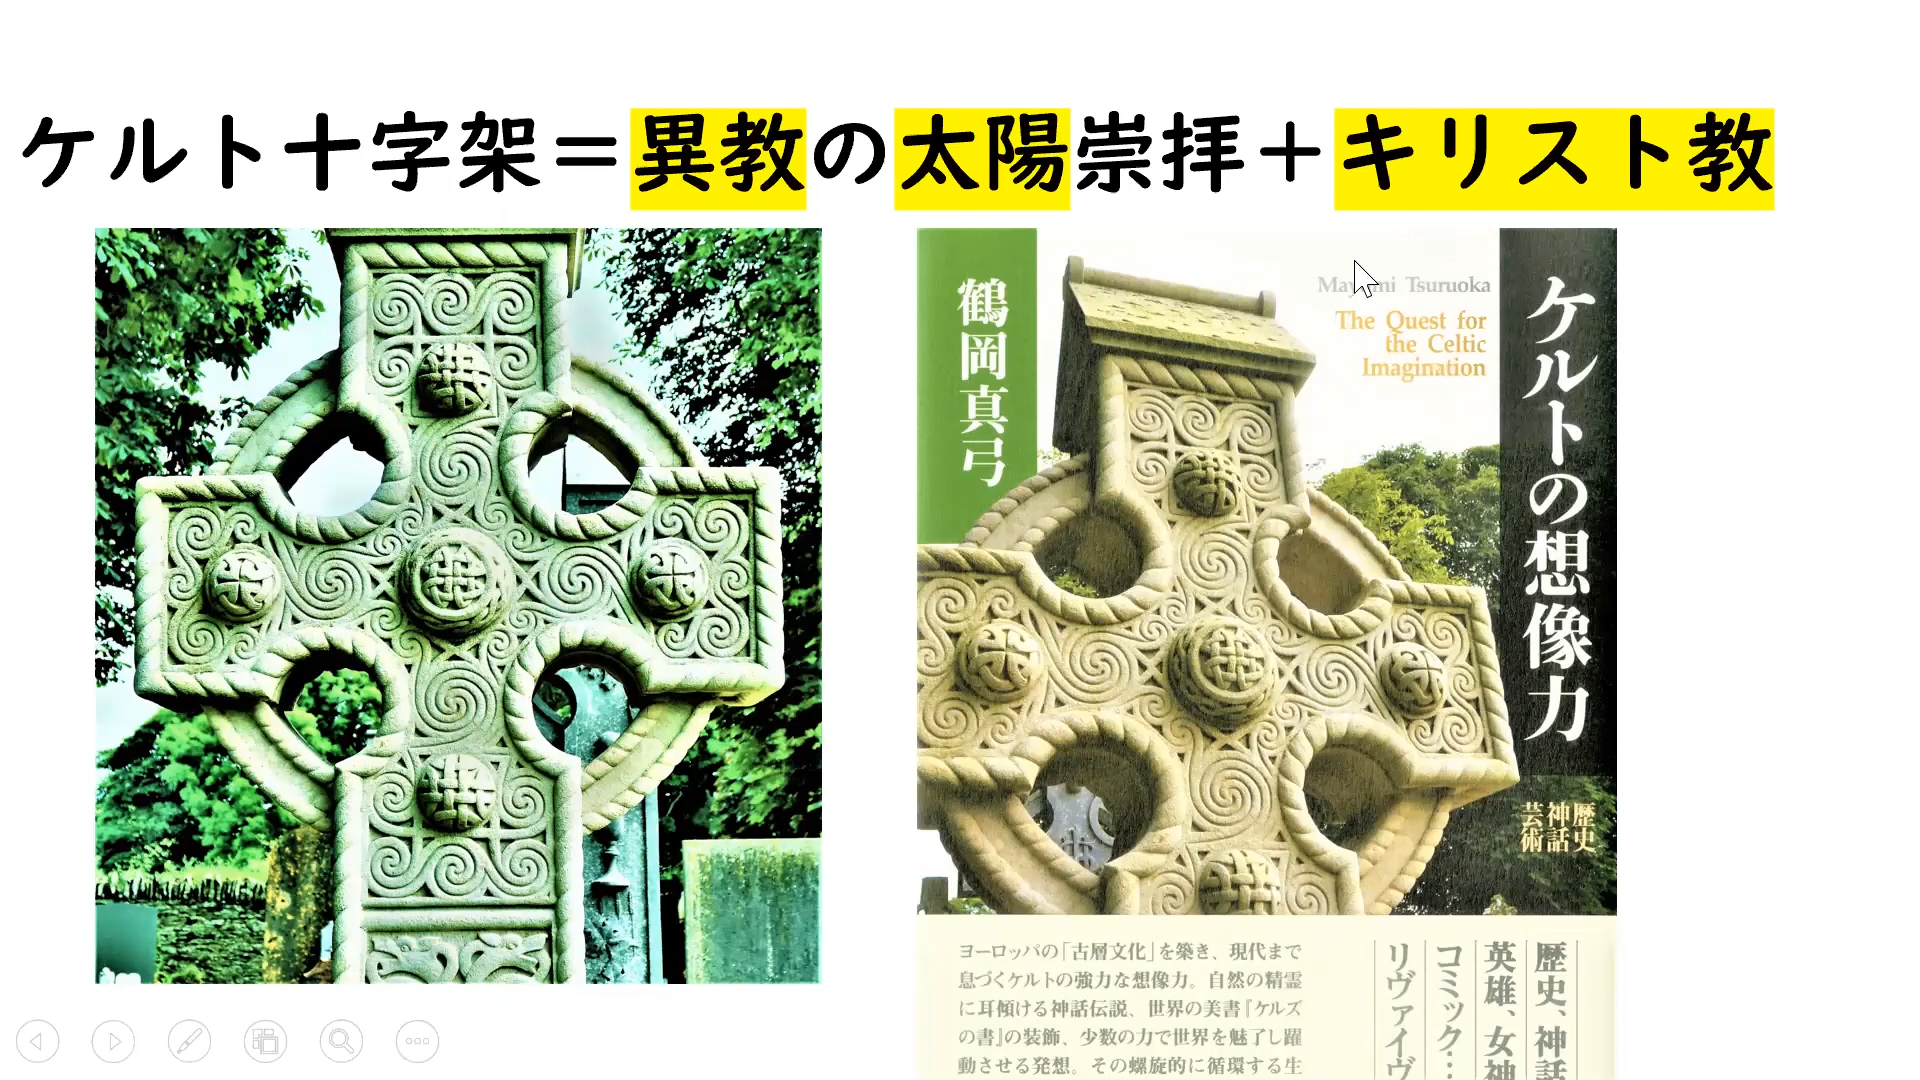 ケルト十字架＝異教の太陽崇拝＋キリスト教
鶴岡真弓
Tsuruoka
The Quest for
the Celtic
Imagination
ケルトの想像力
歴史
神話
芸術
ヨーロッパの「古層文化」を築き、現代まで
息づくケルトの強力な想像力。自然の精霊
に耳傾ける神話伝説、世界の美書『ケルズ
の書』の装飾、少数の力で世界を魅了し躍
動させる発想。その螺旋的に循環する生
歴史、神話
英雄、女神
コミック…
リヴァイヴ